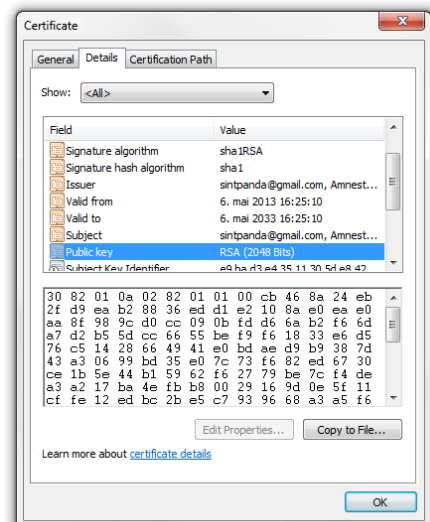 Certificate
General Details Certification Path
Show: <All>
Field Value
Signature algorithm sha1RSA
Signature hash algorithm sha1
Issuer sintpanda@gmail.com, Amnest...
Valid from 6. mai 2013 16:25:10
Valid to 6. mai 2033 16:25:10
Subject sintpanda@gmail.com, Amnest...
Public key RSA (2048 Bits)
Subject Key Identifier e9 ba d3 e4 35 11 30 5d e8 42
30 82 01 0a 02 82 01 01 00 cb 46 8a 24 eb
2f d9 ea b2 88 36 ed d1 e2 10 8a e0 ea e0
aa 8f 98 9c d0 cc 09 0b fd d6 6a b2 f6 6d
a7 d2 b5 5d cc 66 55 be f9 f6 18 33 e6 d5
76 c5 14 28 66 49 41 e0 bd ae d9 b9 38 7d
43 a3 06 99 bd 35 e0 7c 73 f6 82 ed 67 30
ce 1b 5e 44 b1 59 62 f6 27 79 be 7c f4 de
a3 a2 17 ba 4e fb b8 00 29 16 9d 0e 5f 11
cf fe 12 ed bc 2b e5 c7 93 96 68 a3 a5 f6
Edit Properties... Copy to File...
Learn more about certificate details
OK